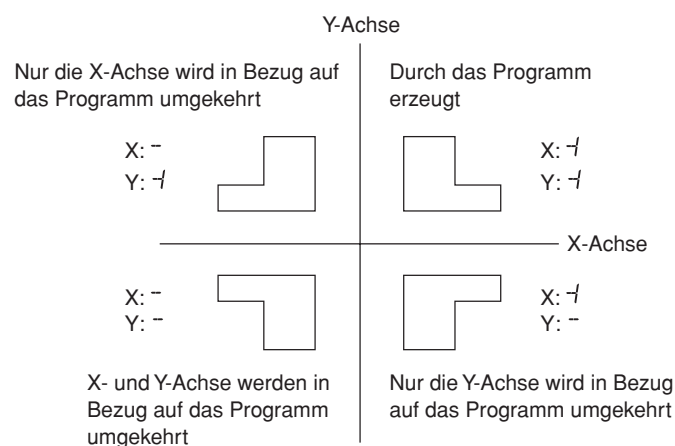 Y-Achse
Nur die X-Achse wird in Bezug auf
das Programm umgekehrt
X: -
Y: -/
Durch das Programm
erzeugt
X: -/
Y: -/
X-Achse
X: -
Y: -
X- und Y-Achse werden in
Bezug auf das Programm
umgekehrt
X: -/
Y: -
Nur die Y-Achse wird in Bezug
auf das Programm umgekehrt